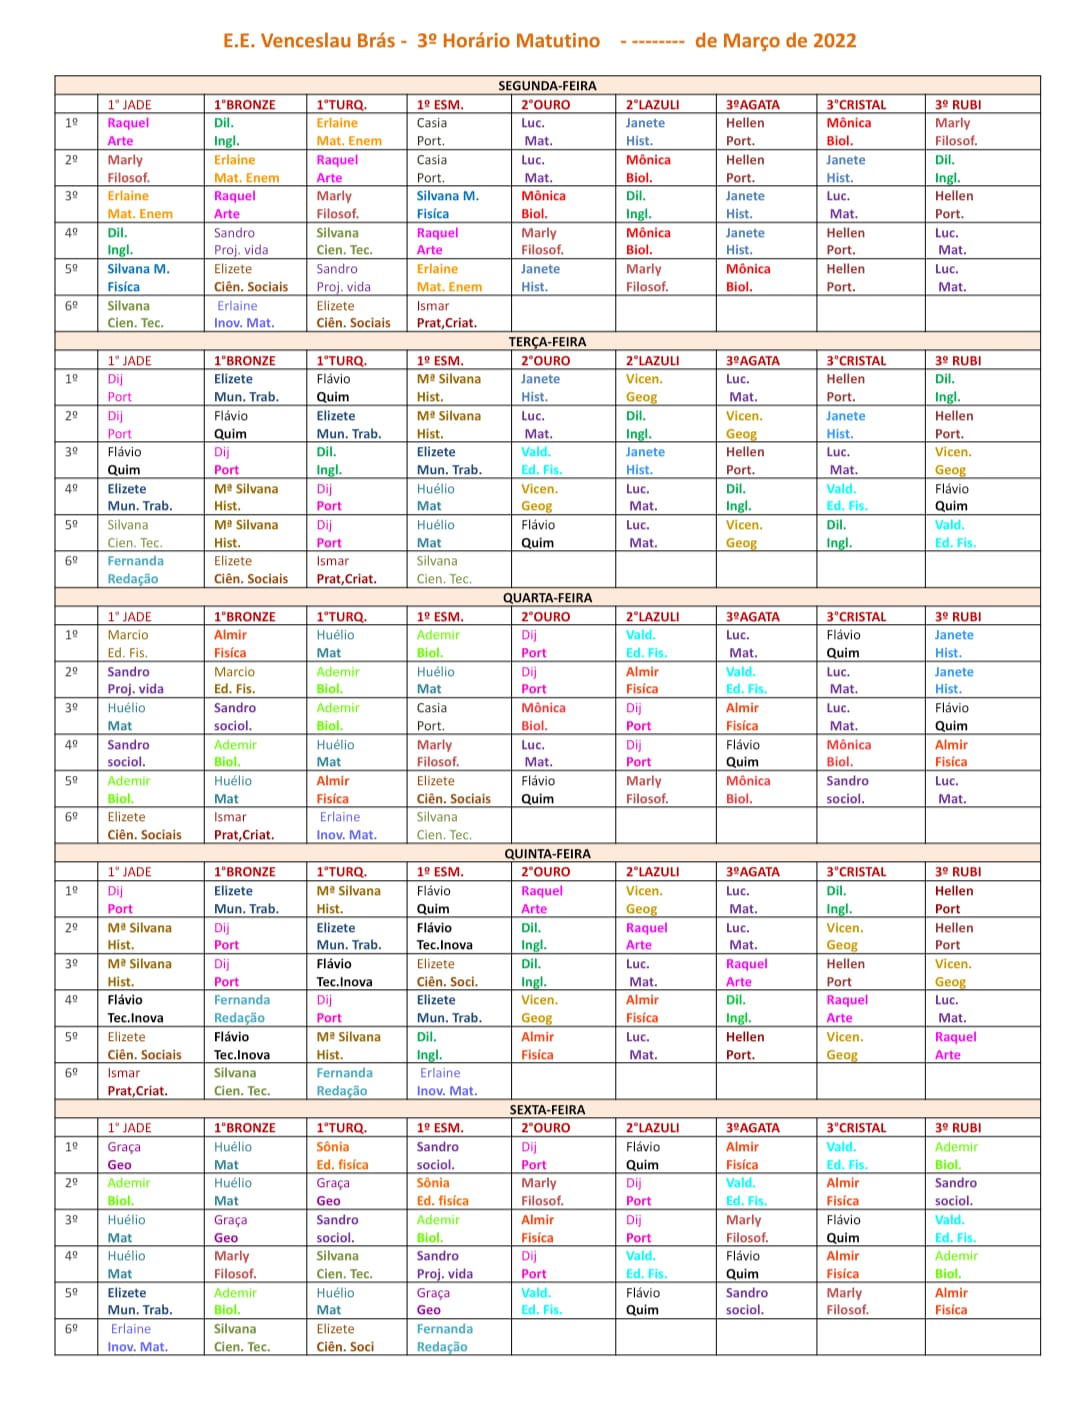 E.E. Venceslau Brás - 3º Horário Matutino - -------- de Março de 2022
SEGUNDA-FEIRA
1° JADE 1°BRONZE 1°TURQ. 1º ESM. 2°OURO 2°LAZULI 3ºAGATA 3°CRISTAL 3º RUBI
1º Raquel Dil. Erlaine Casia Luc. Janete Hellen Mônica Marly
Arte Ingl. Mat. Enem Port. Mat. Hist. Port. Biol. Filosof.
2º Marly Erlaine Raquel Casia Luc. Mônica Hellen Janete Dil.
Filosof. Mat. Enem Arte Port. Mat. Biol. Port. Hist. Ingl.
3º Erlaine Raquel Marly Silvana M. Mônica Dil. Janete Luc. Hellen
Mat. Enem Arte Filosof. Fisíca Biol. Ingl. Hist. Mat. Port.
4º Dil. Sandro Silvana Raquel Marly Mônica Janete Hellen Luc.
Ingl. Proj. vida Cien. Tec. Arte Filosof. Biol. Hist. Port. Mat.
5º Silvana M. Elizete Sandro Erlaine Janete Marly Mônica Hellen Luc.
Fisíca Ciên. Sociais Proj. vida Mat. Enem Hist. Filosof. Biol. Port. Mat.
6º Silvana Erlaine Elizete Ismar
Cien. Tec. Inov. Mat. Ciên. Sociais Prat,Criat.
TERÇA-FEIRA
1° JADE 1°BRONZE 1°TURQ. 1º ESM. 2°OURO 2°LAZULI 3ºAGATA 3°CRISTAL 3º RUBI
1º Dij Elizete Flávio Mª Silvana Janete Vicen. Luc. Hellen Dil.
Port Mun. Trab. Quim Hist. Hist. Geog Mat. Port. Ingl.
2º Dij Flávio Elizete Mª Silvana Luc. Dil. Vicen. Janete Hellen
Port Quim Mun. Trab. Hist. Mat. Ingl. Geog Hist. Port.
3º Flávio Dij Dil. Elizete Vald. Janete Hellen Luc. Vicen.
Quim Port Ingl. Mun. Trab. Ed. Fis. Hist. Port. Mat. Geog
4º Elizete Mª Silvana Dij Huélio Vicen. Luc. Dil. Vald. Flávio
Mun. Trab. Hist. Port Mat Geog Mat. Ingl. Ed. Fis. Quim
5º Silvana Mª Silvana Dij Huélio Flávio Luc. Vicen. Dil. Vald.
Cien. Tec. Hist. Port Mat Quim Mat. Geog Ingl. Ed. Fis.
6º Fernanda Elizete Ismar Silvana
Redação Ciên. Sociais Prat,Criat. Cien. Tec.
QUARTA-FEIRA
1° JADE 1°BRONZE 1°TURQ. 1º ESM. 2°OURO 2°LAZULI 3ºAGATA 3°CRISTAL 3º RUBI
1º Marcio Almir Huélio Ademir Dij Vald. Luc. Flávio Janete
Ed. Fis. Fisíca Mat Biol. Port Ed. Fis. Mat. Quim Hist.
2º Sandro Marcio Ademir Huélio Dij Almir Vald. Luc. Janete
Proj. vida Ed. Fis. Biol. Mat Port Fisíca Ed. Fis. Mat. Hist.
3º Huélio Sandro Ademir Casia Mônica Dij Almir Luc. Flávio
Mat sociol. Biol. Port. Biol. Port Fisíca Mat. Quim
4º Sandro Ademir Huélio Marly Luc. Dij Flávio Mônica Almir
sociol. Biol. Mat Filosof. Mat. Port Quim Biol. Fisíca
5º Ademir Huélio Almir Elizete Flávio Marly Mônica Sandro Luc.
Biol. Mat Fisíca Ciên. Sociais Quim Filosof. Biol. sociol. Mat.
6º Elizete Ismar Erlaine Silvana
Ciên. Sociais Prat,Criat. Inov. Mat. Cien. Tec.
QUINTA-FEIRA
1° JADE 1°BRONZE 1°TURQ. 1º ESM. 2°OURO 2°LAZULI 3ºAGATA 3°CRISTAL 3º RUBI
1º Dij Elizete Mª Silvana Flávio Raquel Vicen. Luc. Dil. Hellen
Port Mun. Trab. Hist. Quim Arte Geog Mat. Ingl. Port
2º Mª Silvana Dij Elizete Flávio Dil. Raquel Luc. Vicen. Hellen
Hist. Port Mun. Trab. Tec.Inova Ingl. Arte Mat. Geog Port
3º Mª Silvana Dij Flávio Elizete Dil. Luc. Raquel Hellen Vicen.
Hist. Port Tec.Inova Ciên. Soci. Ingl. Mat. Arte Port Geog
4º Flávio Fernanda Dij Elizete Vicen. Almir Dil. Raquel Luc.
Tec.Inova Redação Port Mun. Trab. Geog Fisíca Ingl. Arte Mat.
5º Elizete Flávio Mª Silvana Dil. Almir Luc. Hellen Vicen. Raquel
Ciên. Sociais Tec.Inova Hist. Ingl. Fisíca Mat. Port. Geog Arte
6º Ismar Silvana Fernanda Erlaine
Prat,Criat. Cien. Tec. Redação Inov. Mat.
SEXTA-FEIRA
1° JADE 1°BRONZE 1°TURQ. 1º ESM. 2°OURO 2°LAZULI 3ºAGATA 3°CRISTAL 3º RUBI
1º Graça Huélio Sônia Sandro Dij Flávio Almir Vald. Ademir
Geo Mat Ed. fisíca sociol. Port Quim Fisíca Ed. Fis. Biol.
2º Ademir Huélio Graça Sônia Marly Dij Vald. Almir Sandro
Biol. Mat Geo Ed. fisíca Filosof. Port Ed. Fis. Fisíca sociol.
3º Huélio Graça Sandro Ademir Almir Dij Marly Flávio Vald.
Mat Geo sociol. Biol. Fisíca Port Filosof. Quim Ed. Fis.
4º Huélio Marly Silvana Sandro Dij Vald. Flávio Almir Ademir
Mat Filosof. Cien. Tec. Proj. vida Port Ed. Fis. Quim Fisíca Biol.
5º Elizete Ademir Huélio Graça Vald. Flávio Sandro Marly Almir
Mun. Trab. Biol. Mat Geo Ed. Fis. Quim sociol. Filosof. Fisíca
6º Erlaine Silvana Elizete Fernanda
Inov. Mat. Cien. Tec. Ciên. Soci Redação